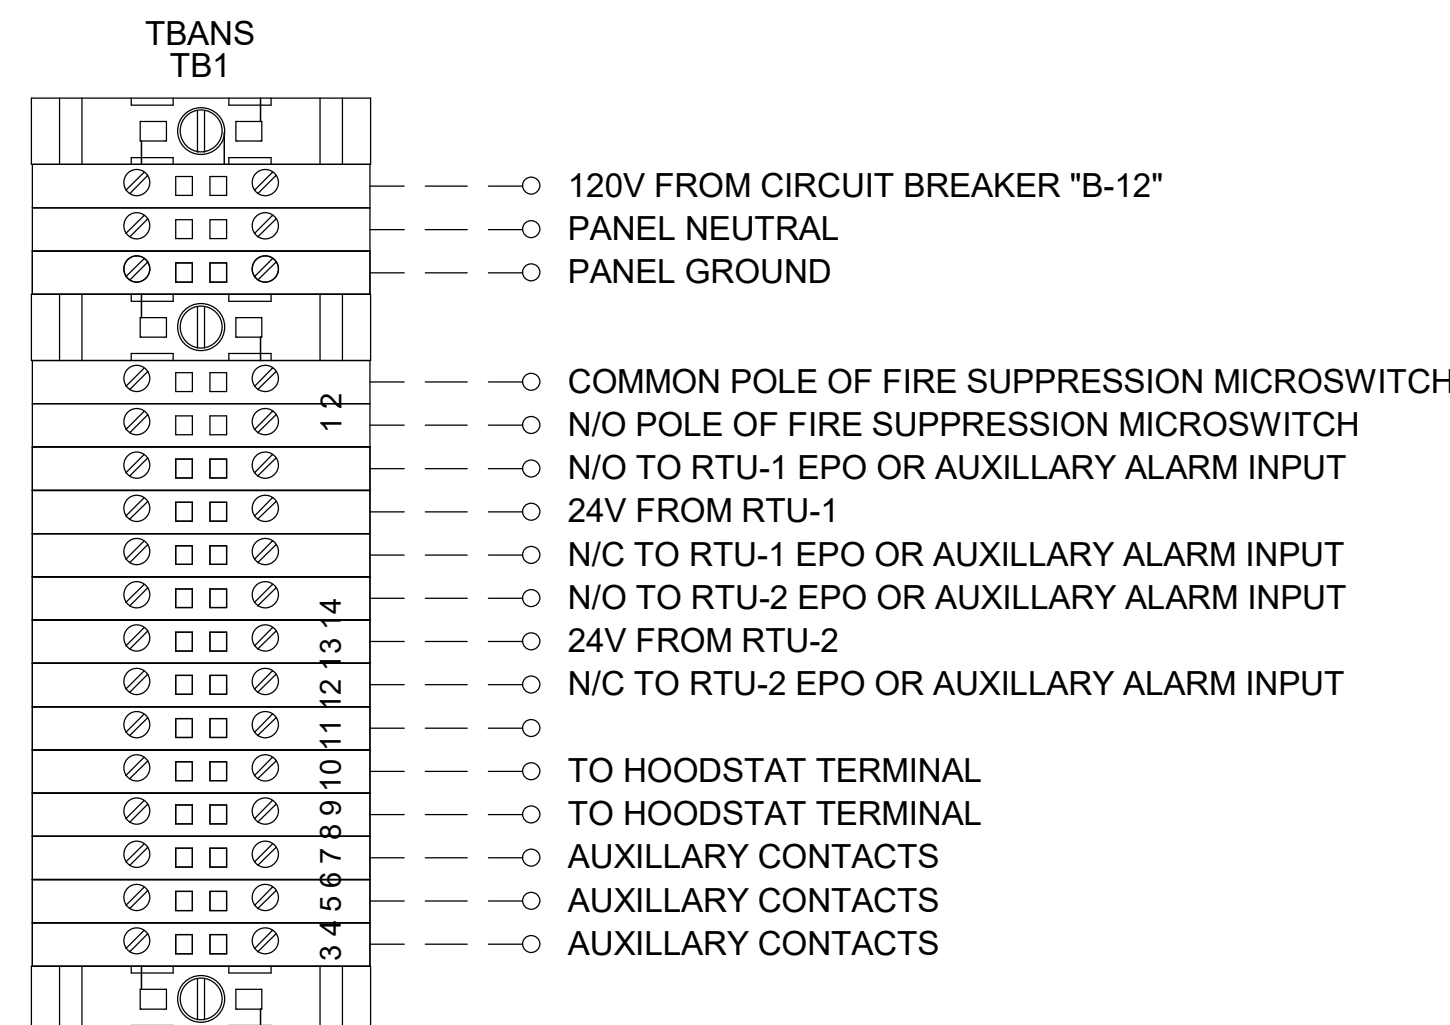 TBANS
TB1
120V FROM CIRCUIT BREAKER "B-12"
PANEL NEUTRAL
PANEL GROUND
COMMON POLE OF FIRE SUPPRESSION MICROSWITCH
2
N/O POLE OF FIRE SUPPRESSION MICROSWITCH
1
N/O TO RTU-1 EPO OR AUXILLARY ALARM INPUT
24V FROM RTU-1
N/C TO RTU-1 EPO OR AUXILLARY ALARM INPUT
14
N/O TO RTU-2 EPO OR AUXILLARY ALARM INPUT
13
24V FROM RTU-2
12
N/C TO RTU-2 EPO OR AUXILLARY ALARM INPUT
11
10
TO HOODSTAT TERMINAL
9
TO HOODSTAT TERMINAL
8
7
AUXILLARY CONTACTS
6
5
AUXILLARY CONTACTS
4
3
AUXILLARY CONTACTS